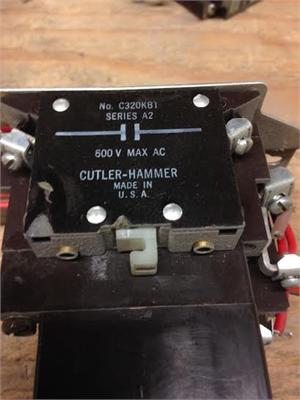 No. C320KB1
SERIES A2
600 V MAX AC
CUTLER-HAMMER
MADE IN
U.S.A.